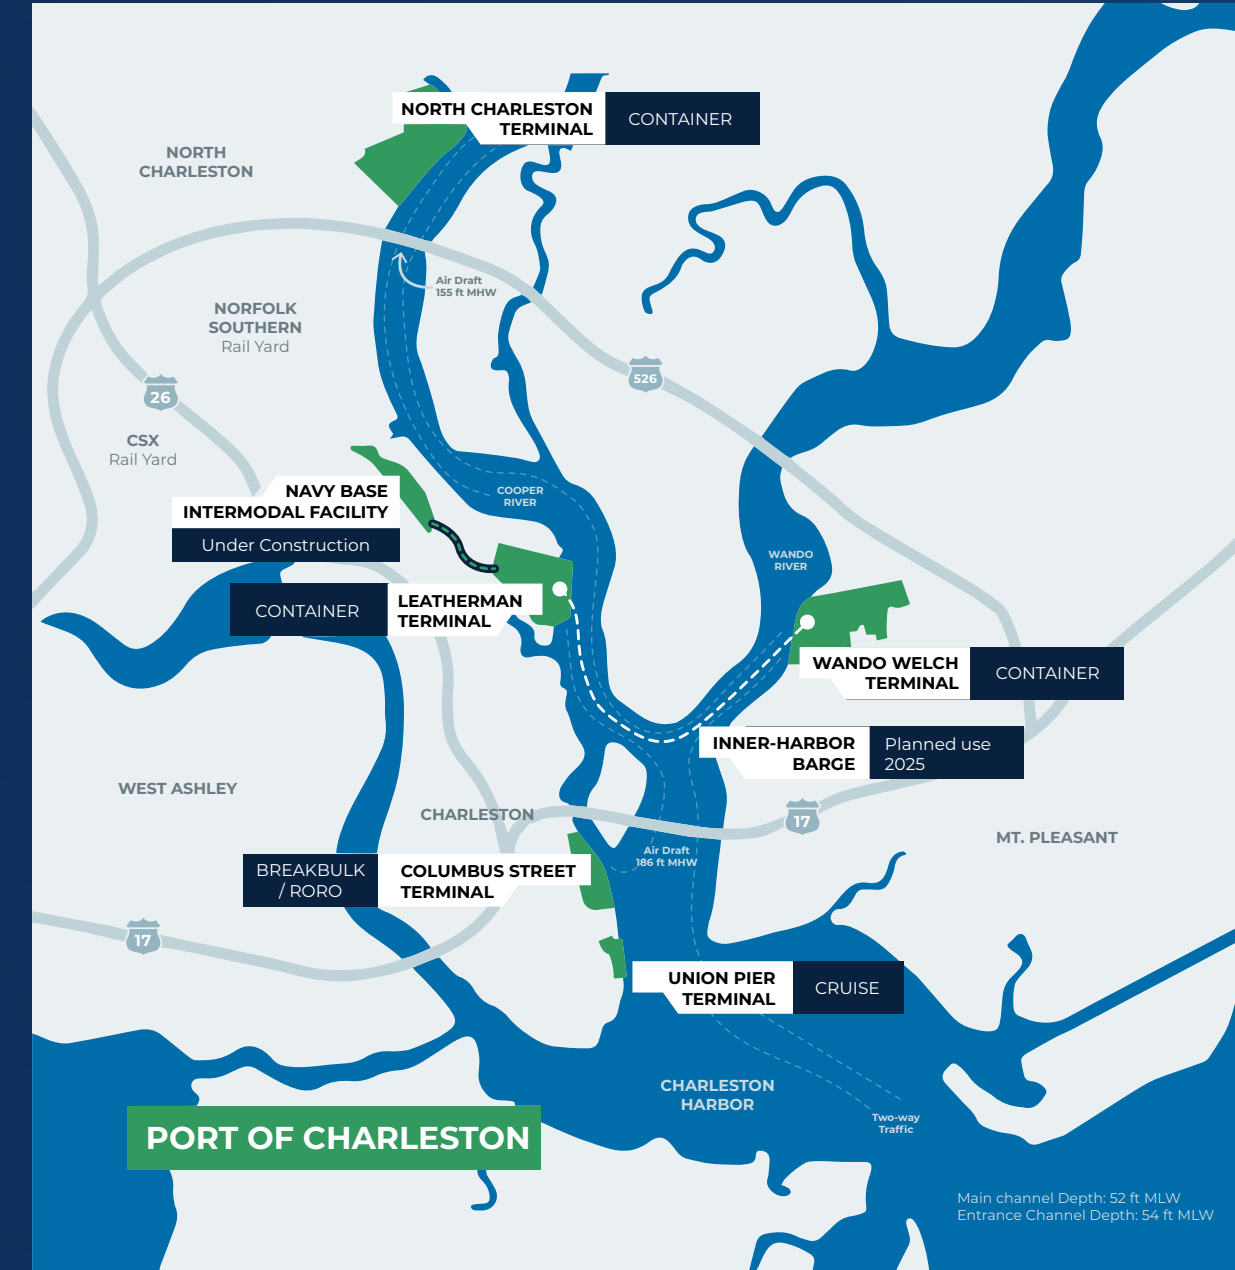 NORTH CHARLESTON
TERMINAL
CONTAINER
NORTH
CHARLESTON
Air Draft
155 ft MHW
NORFOLK
SOUTHERN
Rail Yard
526
26
CSX
Rail Yard
NAVY BASE
INTERMODAL FACILITY
Under Construction
COOPER
RIVER
WANDO
RIVER
CONTAINER
LEATHERMAN
TERMINAL
WANDO WELCH
TERMINAL
CONTAINER
INNER-HARBOR
BARGE
Planned use
2025
WEST ASHLEY
CHARLESTON
17
MT. PLEASANT
Air Draft
186 ft MHW
BREAKBULK
/ RORO
COLUMBUS STREET
TERMINAL
17
UNION PIER
TERMINAL
CRUISE
CHARLESTON
HARBOR
Two-way
Traffic
PORT OF CHARLESTON
Main channel Depth: 52 ft MLW
Entrance Channel Depth: 54 ft MLW